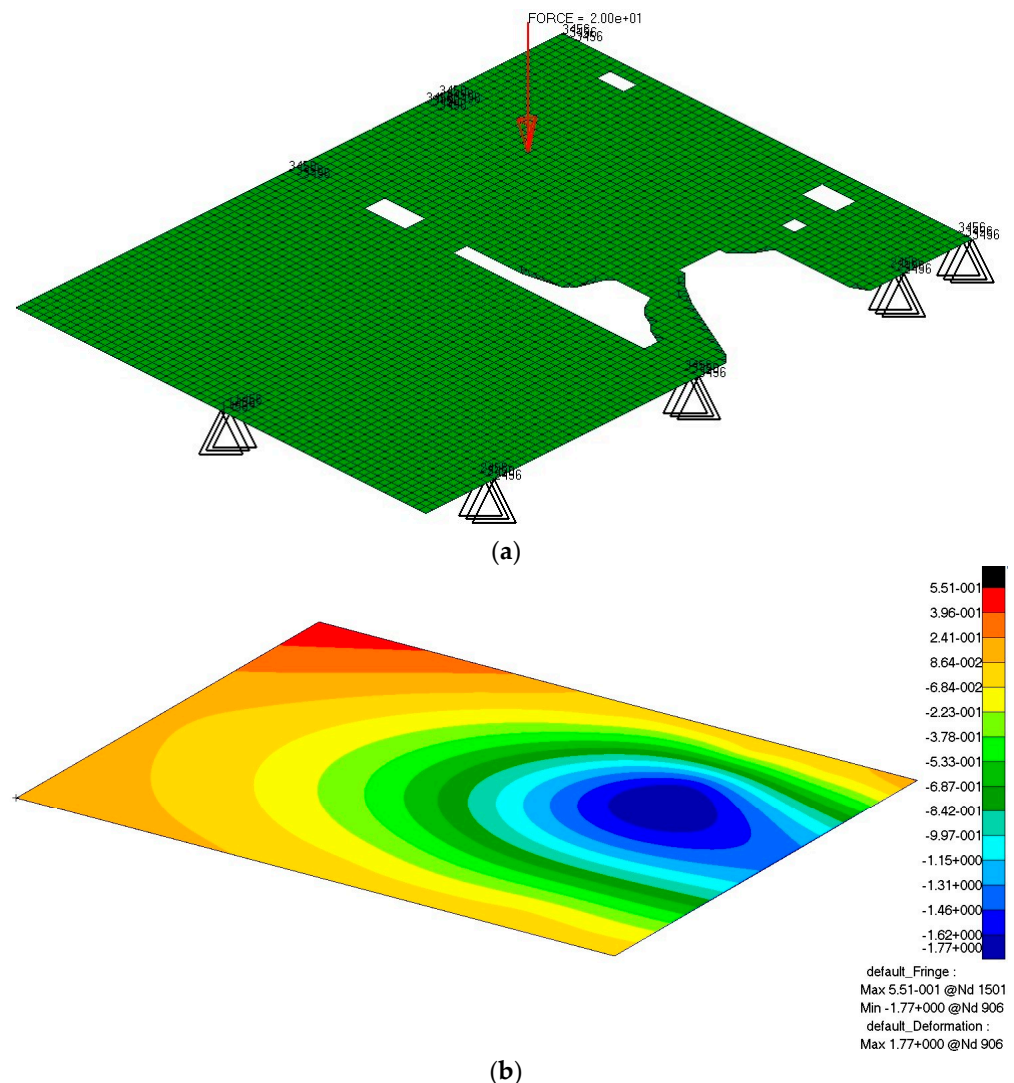 FORCE = 2.00e+01
3456
3456
(a)
5.51-001
3.96-001
2.41-001
8.64-002
-6.84-002
-2.23-001
-3.78-001
-5.33-001
-6.87-001
-8.42-001
-9.97-001
-1.15+000
-1.31+000
-1.46+000
-1.62+000
-1.77+000
default_Fringe :
Max 5.51-001 @Nd 1501
Min -1.77+000 @Nd 906
default_Deformation :
Max 1.77+000 @Nd 906
(b)